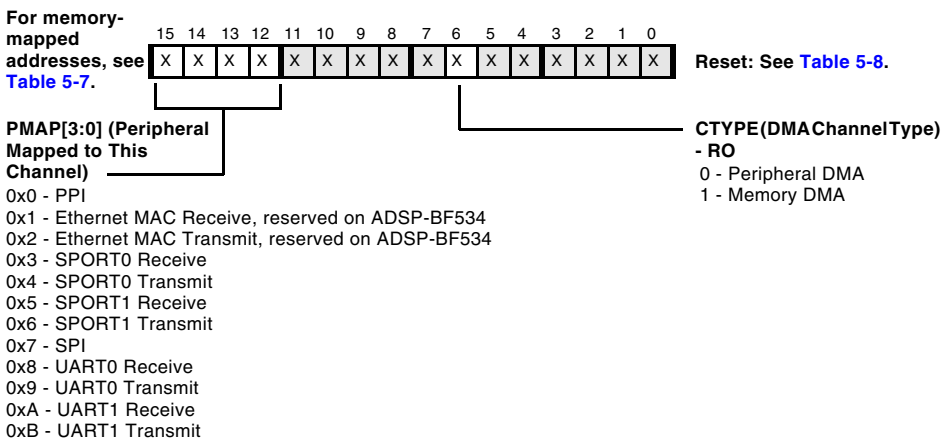 For memory-
mapped
addresses, see
Table 5-7.
15 14 13 12 11 10 9 8 7 6 5 4 3 2 1 0
X X X X X X X X X X X X X X X X
Reset: See Table 5-8.
PMAP[3:0] (Peripheral
Mapped to This
Channel)
0x0 - PPI
0x1 - Ethernet MAC Receive, reserved on ADSP-BF534
0x2 - Ethernet MAC Transmit, reserved on ADSP-BF534
0x3 - SPORT0 Receive
0x4 - SPORT0 Transmit
0x5 - SPORT1 Receive
0x6 - SPORT1 Transmit
0x7 - SPI
0x8 - UART0 Receive
0x9 - UART0 Transmit
0xA - UART1 Receive
0xB - UART1 Transmit
CTYPE (DMA Channel Type)
- RO
0 - Peripheral DMA
1 - Memory DMA